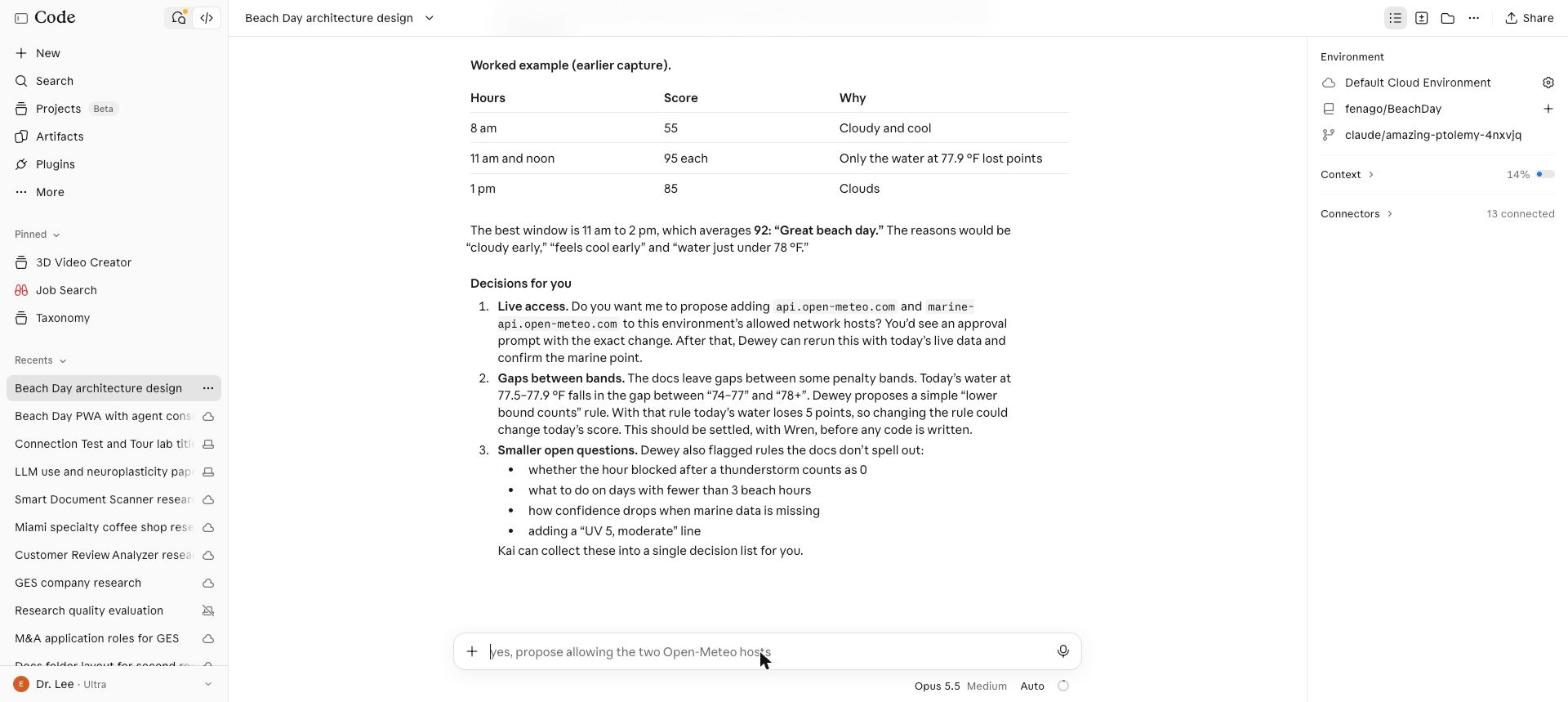 Code
New
Search
Projects Beta
Artifacts
Plugins
More
Pinned
3D Video Creator
Job Search
Taxonomy
Recents
Beach Day architecture design
Beach Day PWA with agent cons
Connection Test and Tour lab titl
LLM use and neuroplasticity pap
Smart Document Scanner resear
Miami specialty coffee shop rese
Customer Review Analyzer resea
GES company research
Research quality evaluation
M&A application roles for GES
Docs folder layout for second re
E Dr. Lee · Ultra
Beach Day architecture design
Share
Worked example (earlier capture).
Hours Score Why
8 am 55 Cloudy and cool
11 am and noon 95 each Only the water at 77.9 °F lost points
1 pm 85 Clouds
The best window is 11 am to 2 pm, which averages 92: “Great beach day.” The reasons would be
“cloudy early,” “feels cool early” and “water just under 78 °F.”
Decisions for you
1. Live access. Do you want me to propose adding api.open-meteo.com and marine-
api.open-meteo.com to this environment’s allowed network hosts? You’d see an approval
prompt with the exact change. After that, Dewey can rerun this with today’s live data and
confirm the marine point.
2. Gaps between bands. The docs leave gaps between some penalty bands. Today’s water at
77.5–77.9 °F falls in the gap between “74–77” and “78+”. Dewey proposes a simple “lower
bound counts” rule. With that rule today’s water loses 5 points, so changing the rule could
change today’s score. This should be settled, with Wren, before any code is written.
3. Smaller open questions. Dewey also flagged rules the docs don’t spell out:
• whether the hour blocked after a thunderstorm counts as 0
• what to do on days with fewer than 3 beach hours
• how confidence drops when marine data is missing
• adding a “UV 5, moderate” line
Kai can collect these into a single decision list for you.
yes, propose allowing the two Open-Meteo hosts
Opus 5.5 Medium Auto
Environment
Default Cloud Environment
fenago/BeachDay
claude/amazing-ptolemy-4nxvjq
Context 14%
Connectors 13 connected